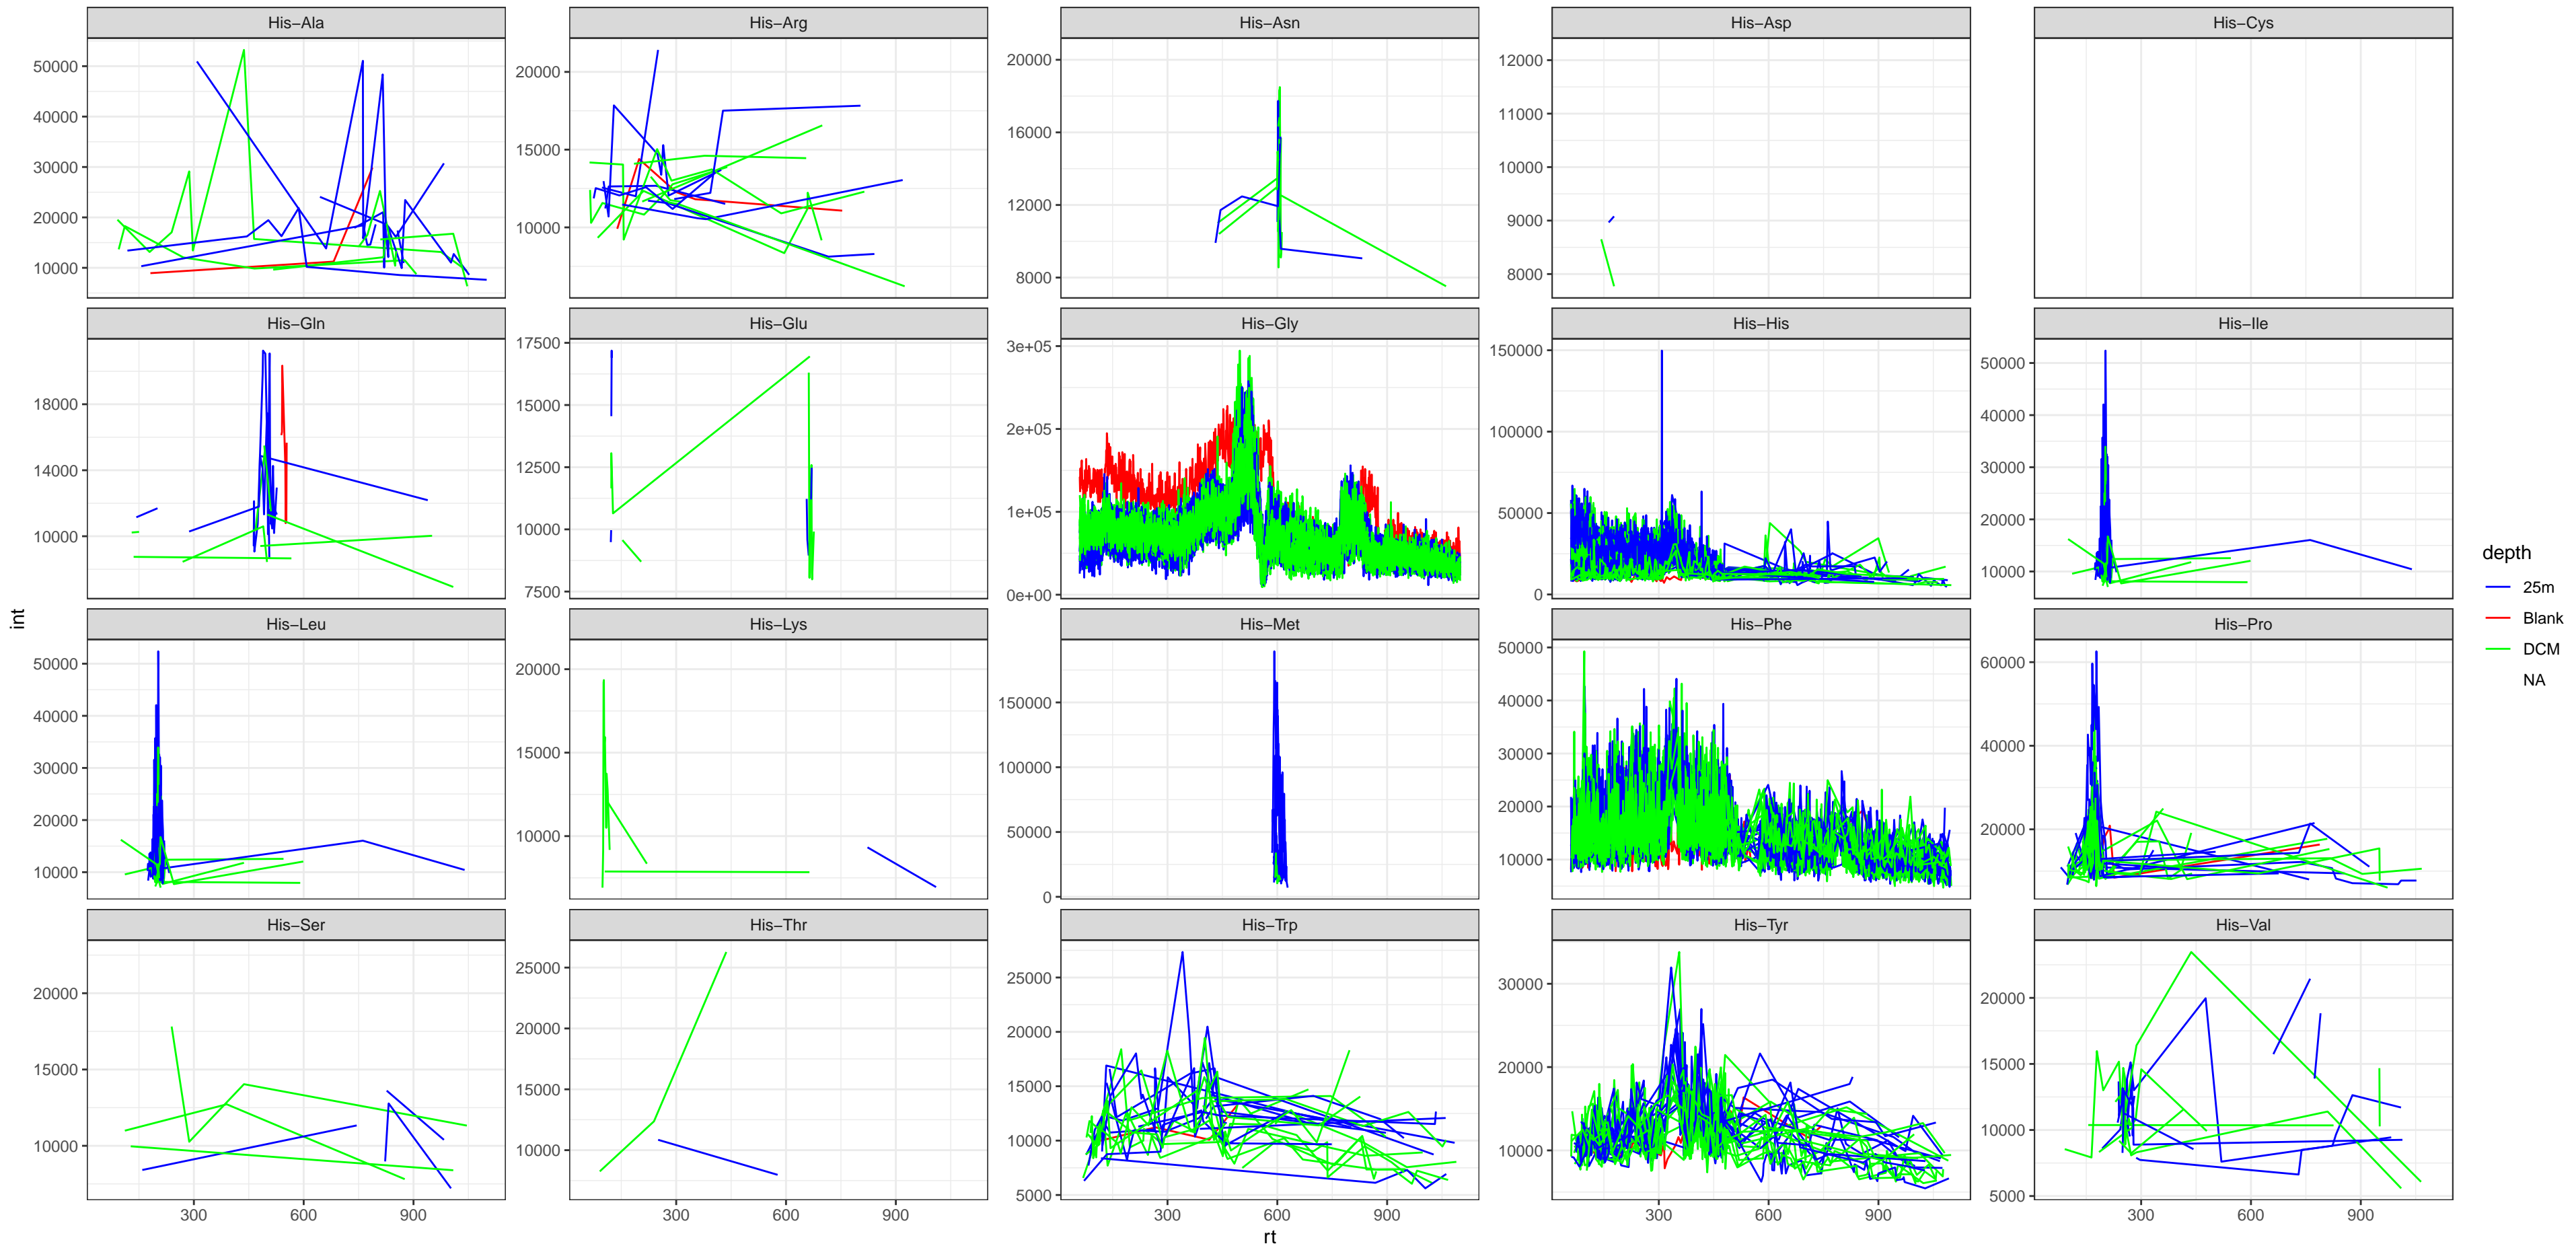 His−Ala His−Arg His−Asn His−Asp His−Cys
50000 40000 30000 20000 10000
20000 15000 10000
20000 16000 12000 8000
12000 11000 10000 9000 8000
His−Gln His−Glu His−Gly His−His His−Ile
18000 14000 10000
17500 15000 12500 10000 7500
3e+05 2e+05 1e+05 0e+00
150000 100000 50000 0
50000 40000 30000 20000 10000
His−Leu His−Lys His−Met His−Phe His−Pro
50000 40000 30000 20000 10000
20000 15000 10000
150000 100000 50000 0
50000 40000 30000 20000 10000
60000 40000 20000
His−Ser His−Thr His−Trp His−Tyr His−Val
20000 15000 10000
25000 20000 15000 10000
25000 20000 15000 10000 5000
30000 20000 10000
20000 15000 10000 5000
300 600 900 300 600 900 300 600 900 300 600 900 300 600 900
rt
int
depth
25m
Blank
DCM
NA